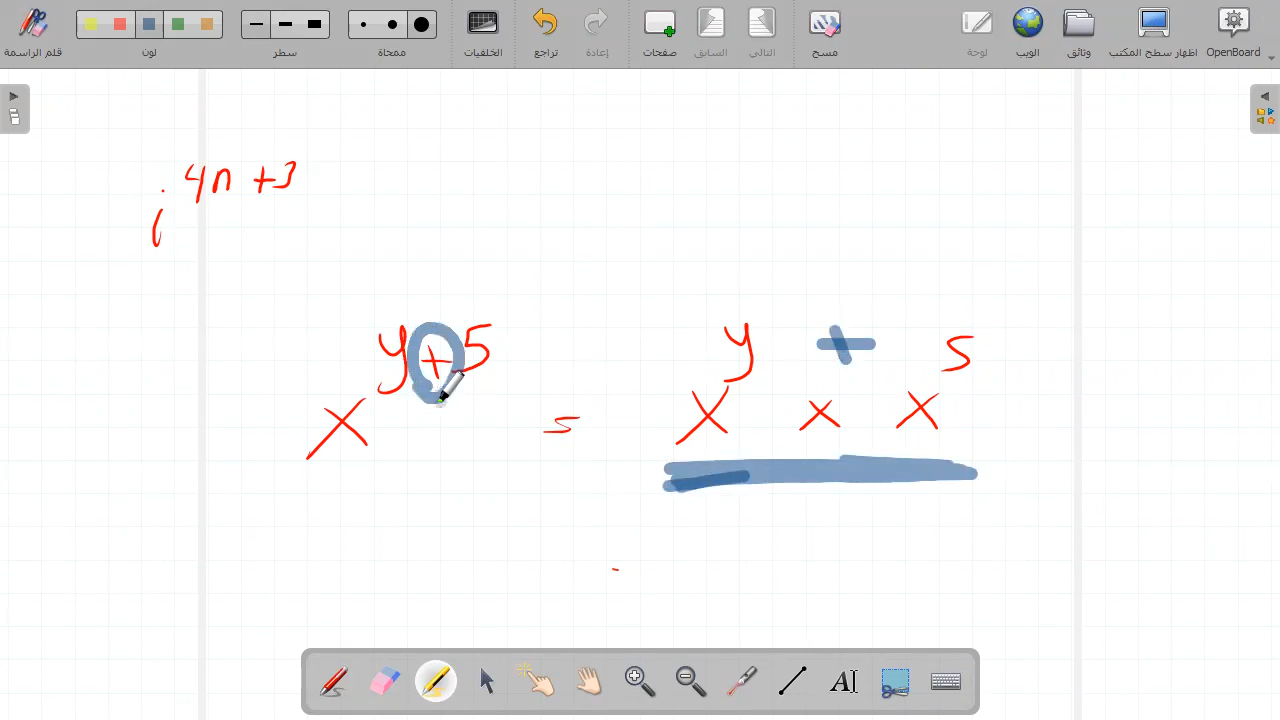 قلم الراسمة لون سطر ممحاة الخلفيات تراجع إعادة صفحات السابق التالي مسح لوحة الويب وثائق اظهار سطح المكتب OpenBoard
i^{4n+3}
x^{y+5} = x^y × x^5
+
AI